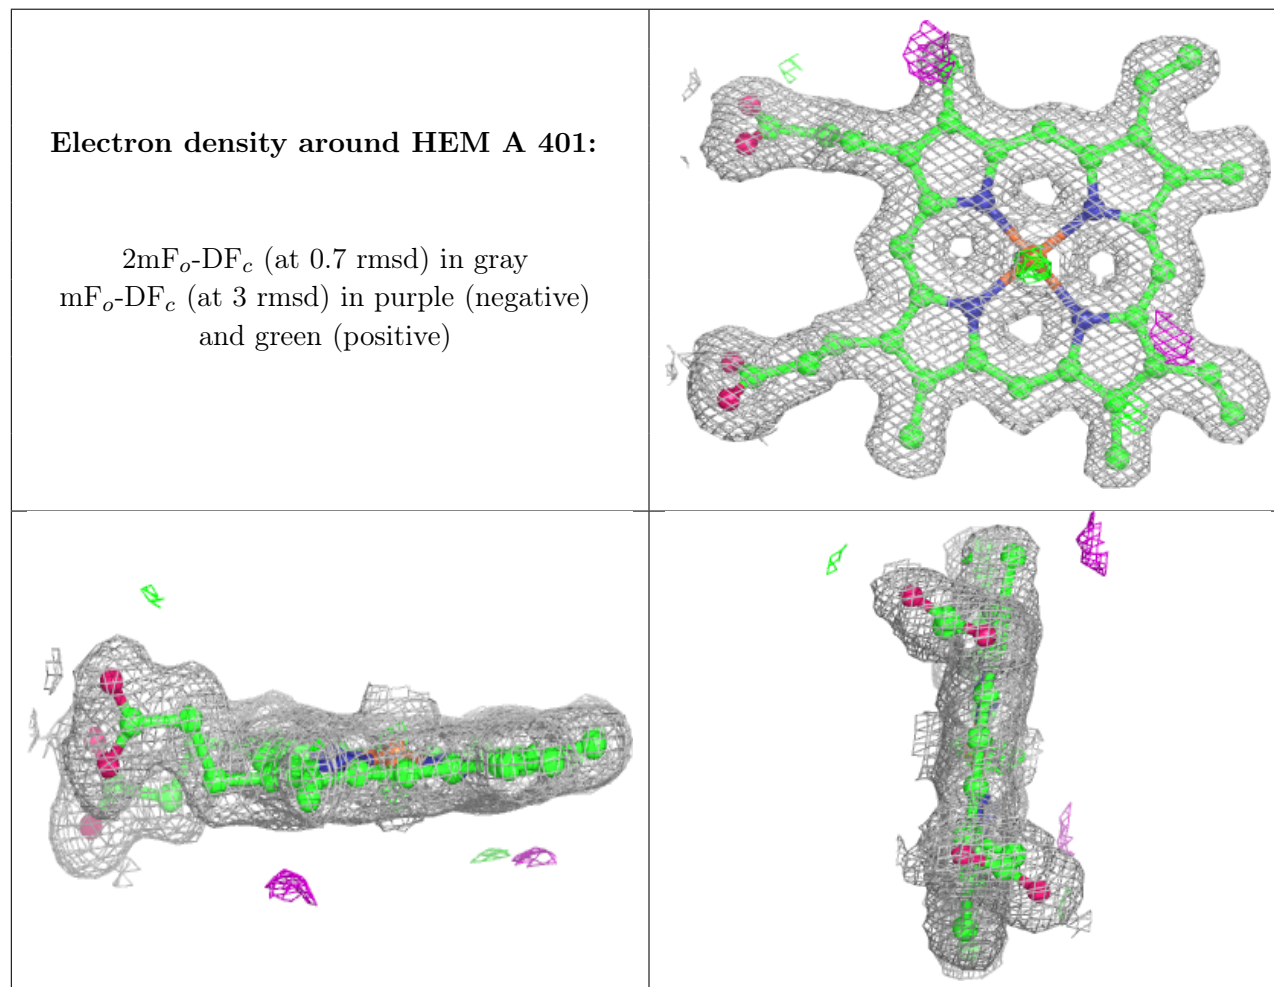 Electron density around HEM A 401:
2mFₒ-DF𝒸 (at 0.7 rmsd) in gray
mFₒ-DF𝒸 (at 3 rmsd) in purple (negative)
and green (positive)